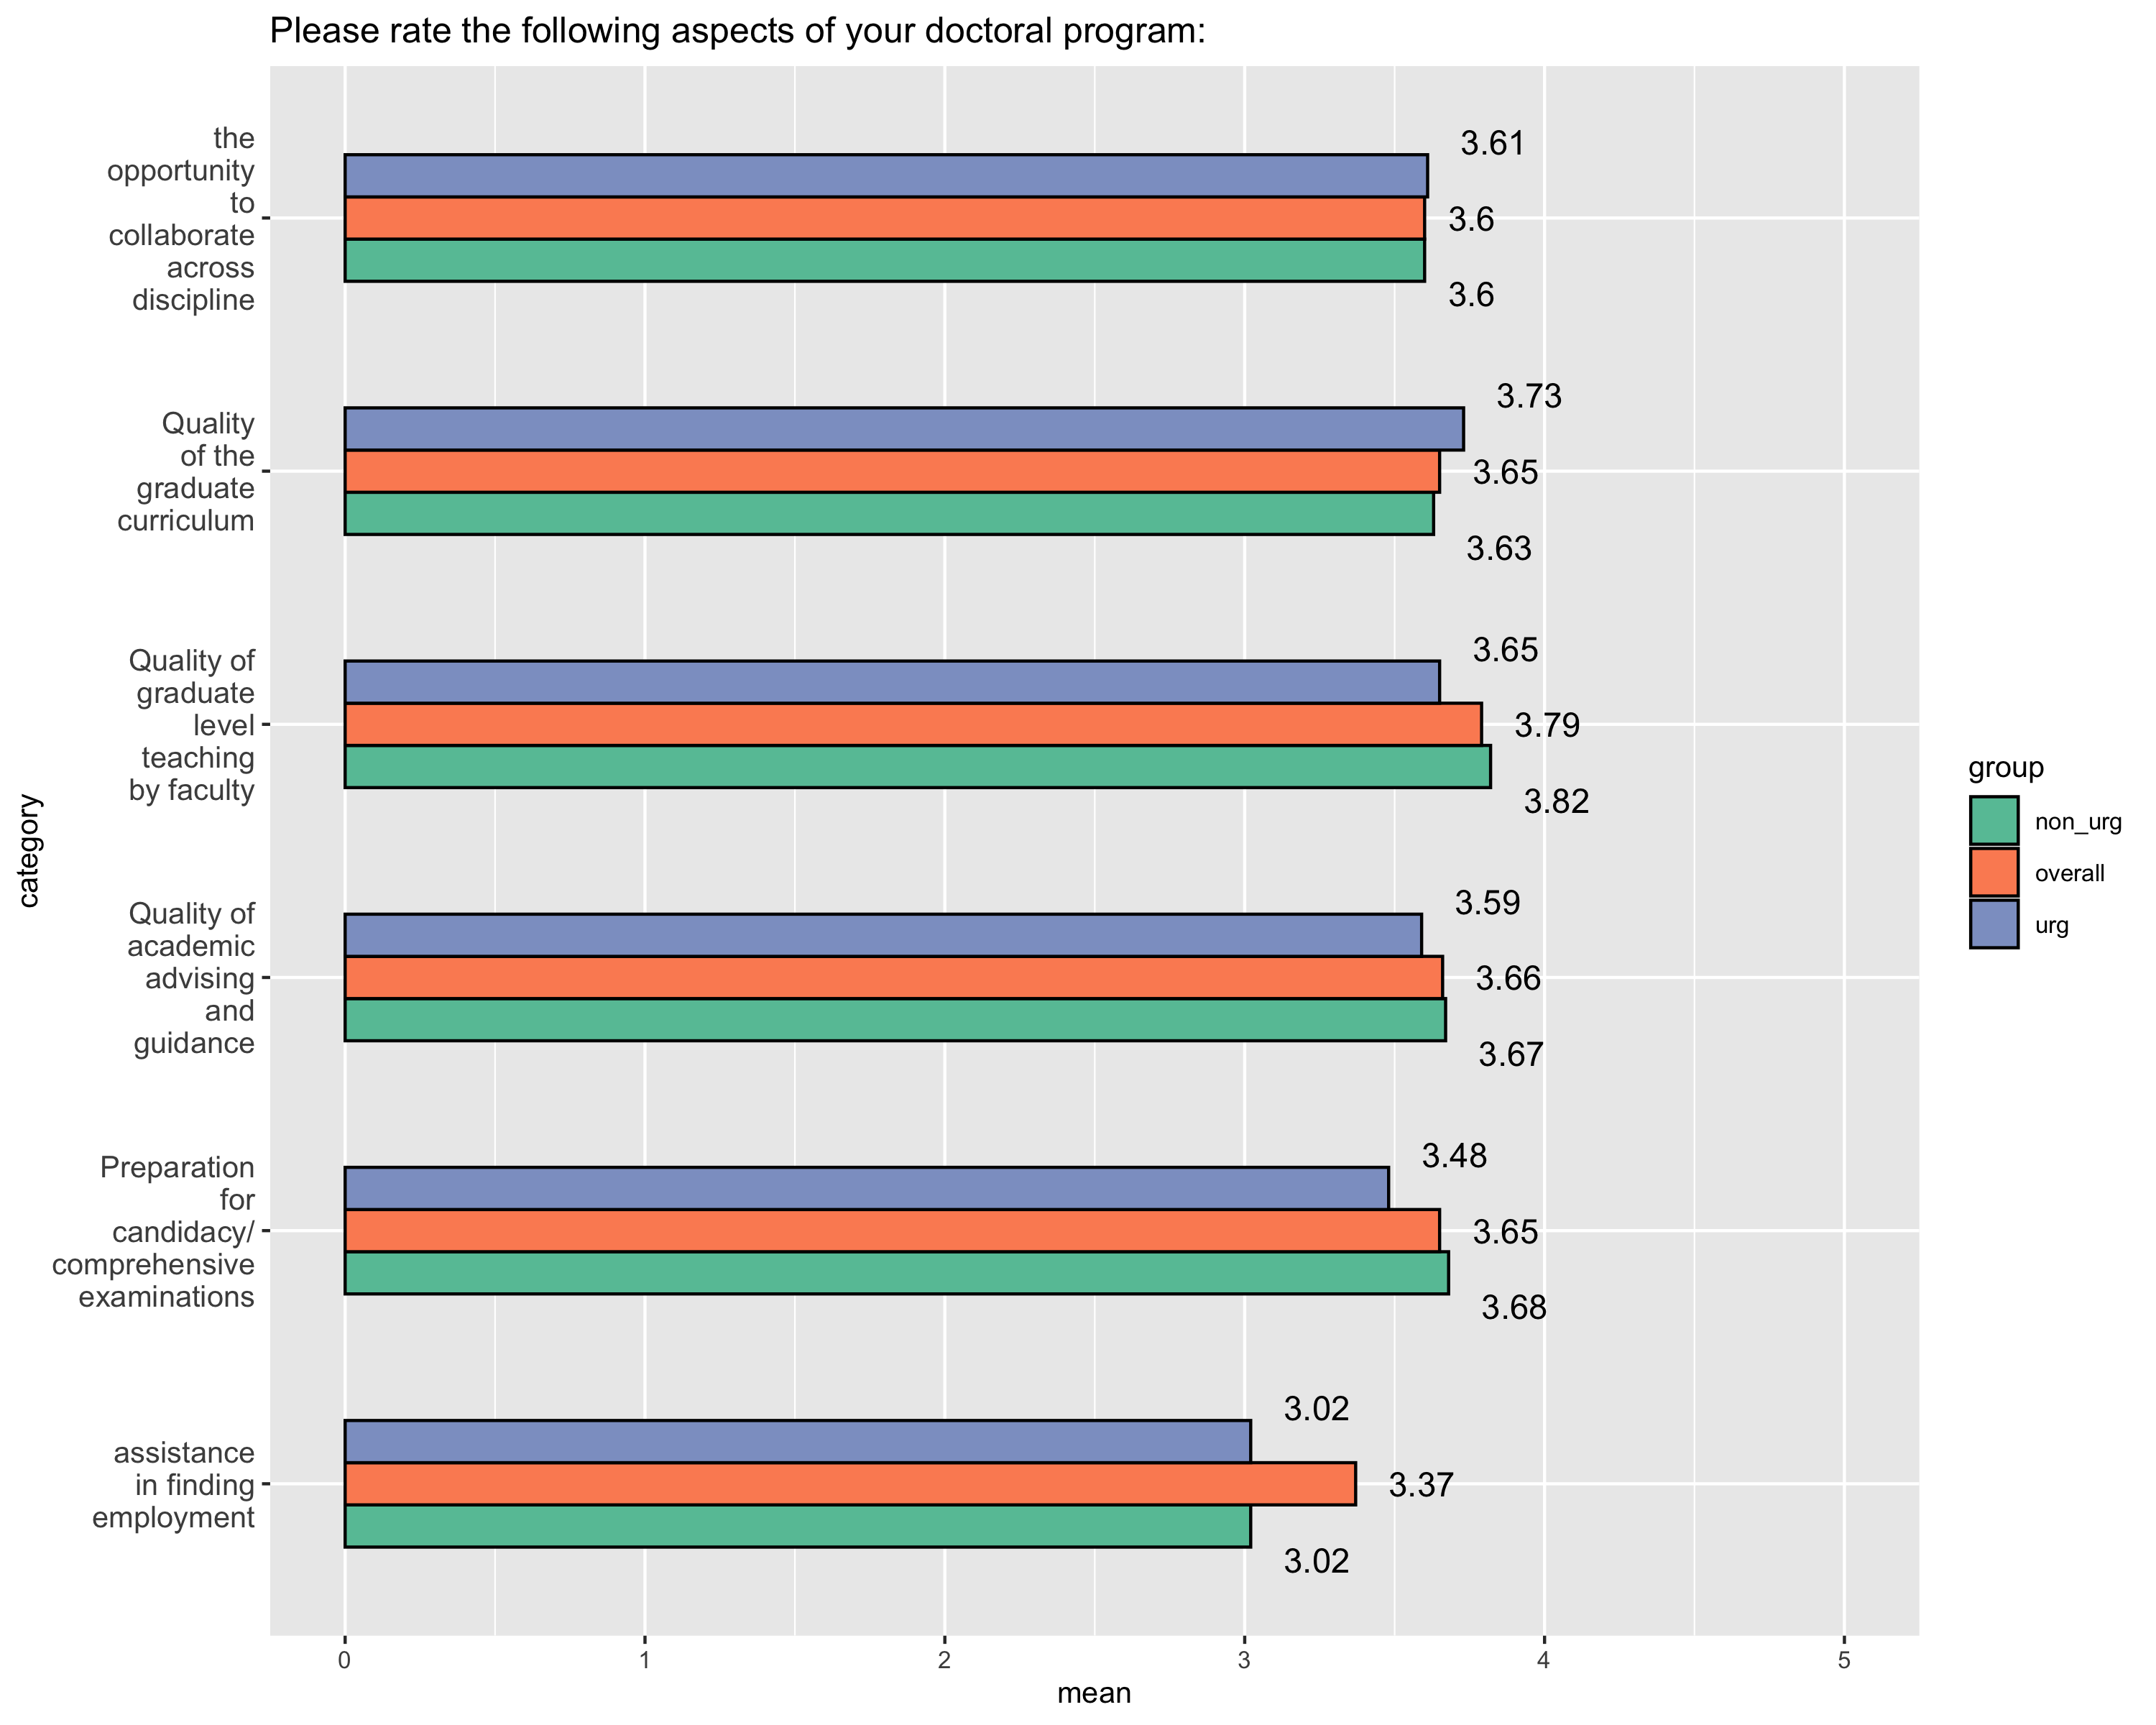 Please rate the following aspects of your doctoral program:
the
opportunity
to
collaborate
across
discipline
3.61
3.6
3.6
Quality
of the
graduate
curriculum
3.73
3.65
3.63
Quality of
graduate
level
teaching
by faculty
3.65
3.79
3.82
Quality of
academic
advising
and
guidance
3.59
3.66
3.67
Preparation
for
candidacy/
comprehensive
examinations
3.48
3.65
3.68
assistance
in finding
employment
3.02
3.37
3.02
category
0 1 2 3 4 5
mean
group
non_urg
overall
urg